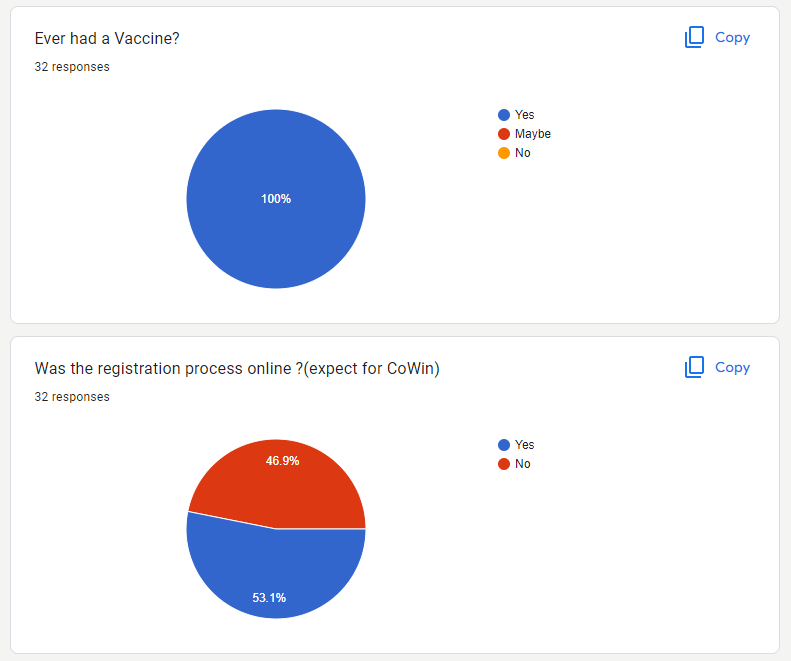 Ever had a Vaccine?
Copy
32 responses
100%
Yes
Maybe
No
Was the registration process online ?(expect for CoWin)
Copy
32 responses
46.9%
53.1%
Yes
No